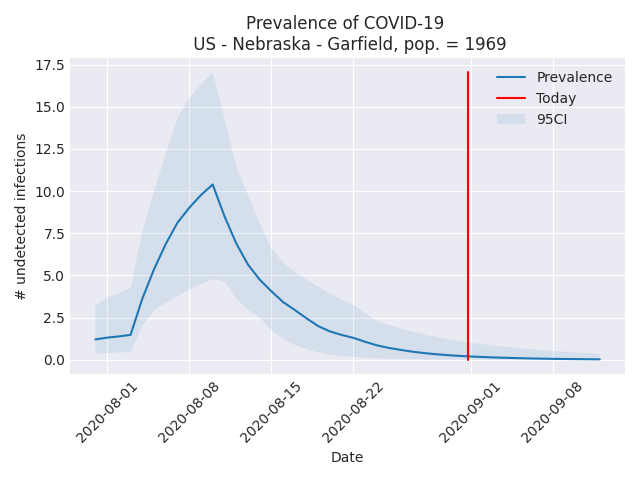 Prevalence of COVID-19
US - Nebraska - Garfield, pop. = 1969
Prevalence
Today
95CI
17.5
15.0
12.5
10.0
7.5
5.0
2.5
0.0
# undetected infections
2020-08-01
2020-08-08
2020-08-15
2020-08-22
2020-09-01
2020-09-08
Date